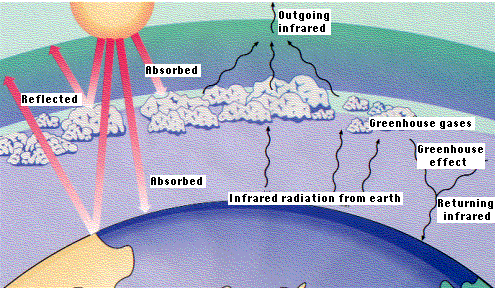 Outgoing
infrared
Absorbed
Reflected
Greenhouse gases
Greenhouse
effect
Absorbed
Infrared radiation from earth
Returning
infrared